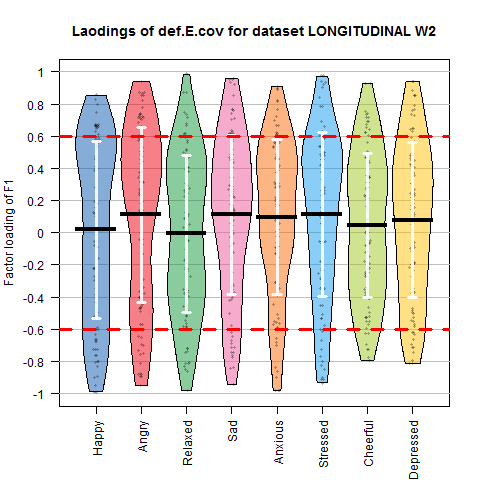 Laodings of def.E.cov for dataset LONGITUDINAL W2
Factor loading of F1
1
0.8
0.6
0.4
0.2
0
-0.2
-0.4
-0.6
-0.8
-1
Happy
Angry
Relaxed
Sad
Anxious
Stressed
Cheerful
Depressed